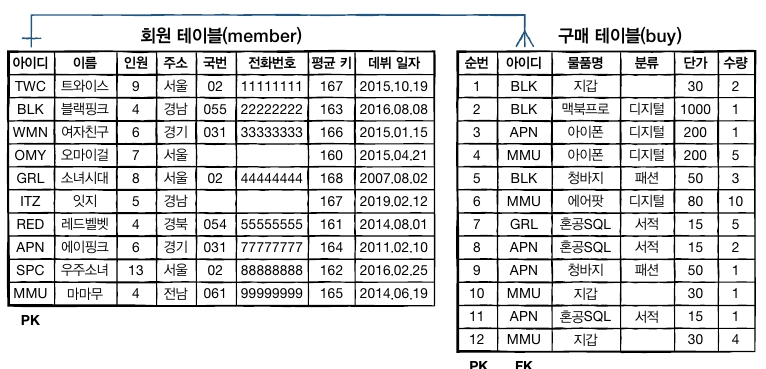 회원 테이블(member)
아이디 이름 인원 주소 국번 전화번호 평균 키 데뷔 일자
TWC 트와이스 9 서울 02 11111111 167 2015.10.19
BLK 블랙핑크 4 경남 055 22222222 163 2016.08.08
WMN 여자친구 6 경기 031 33333333 166 2015.01.15
OMY 오마이걸 7 서울 160 2015.04.21
GRL 소녀시대 8 서울 02 44444444 168 2007.08.02
ITZ 잇지 5 경남 167 2019.02.12
RED 레드벨벳 4 경북 054 55555555 161 2014.08.01
APN 에이핑크 6 경기 031 77777777 164 2011.02.10
SPC 우주소녀 13 서울 02 88888888 162 2016.02.25
MMU 마마무 4 전남 061 99999999 165 2014.06.19
PK
구매 테이블(buy)
순번 아이디 물품명 분류 단가 수량
1 BLK 지갑 30 2
2 BLK 맥북프로 디지털 1000 1
3 APN 아이폰 디지털 200 1
4 MMU 아이폰 디지털 200 5
5 BLK 청바지 패션 50 3
6 MMU 에어팟 디지털 80 10
7 GRL 혼공SQL 서적 15 5
8 APN 혼공SQL 서적 15 2
9 APN 청바지 패션 50 1
10 MMU 지갑 30 1
11 APN 혼공SQL 서적 15 1
12 MMU 지갑 30 4
PK FK